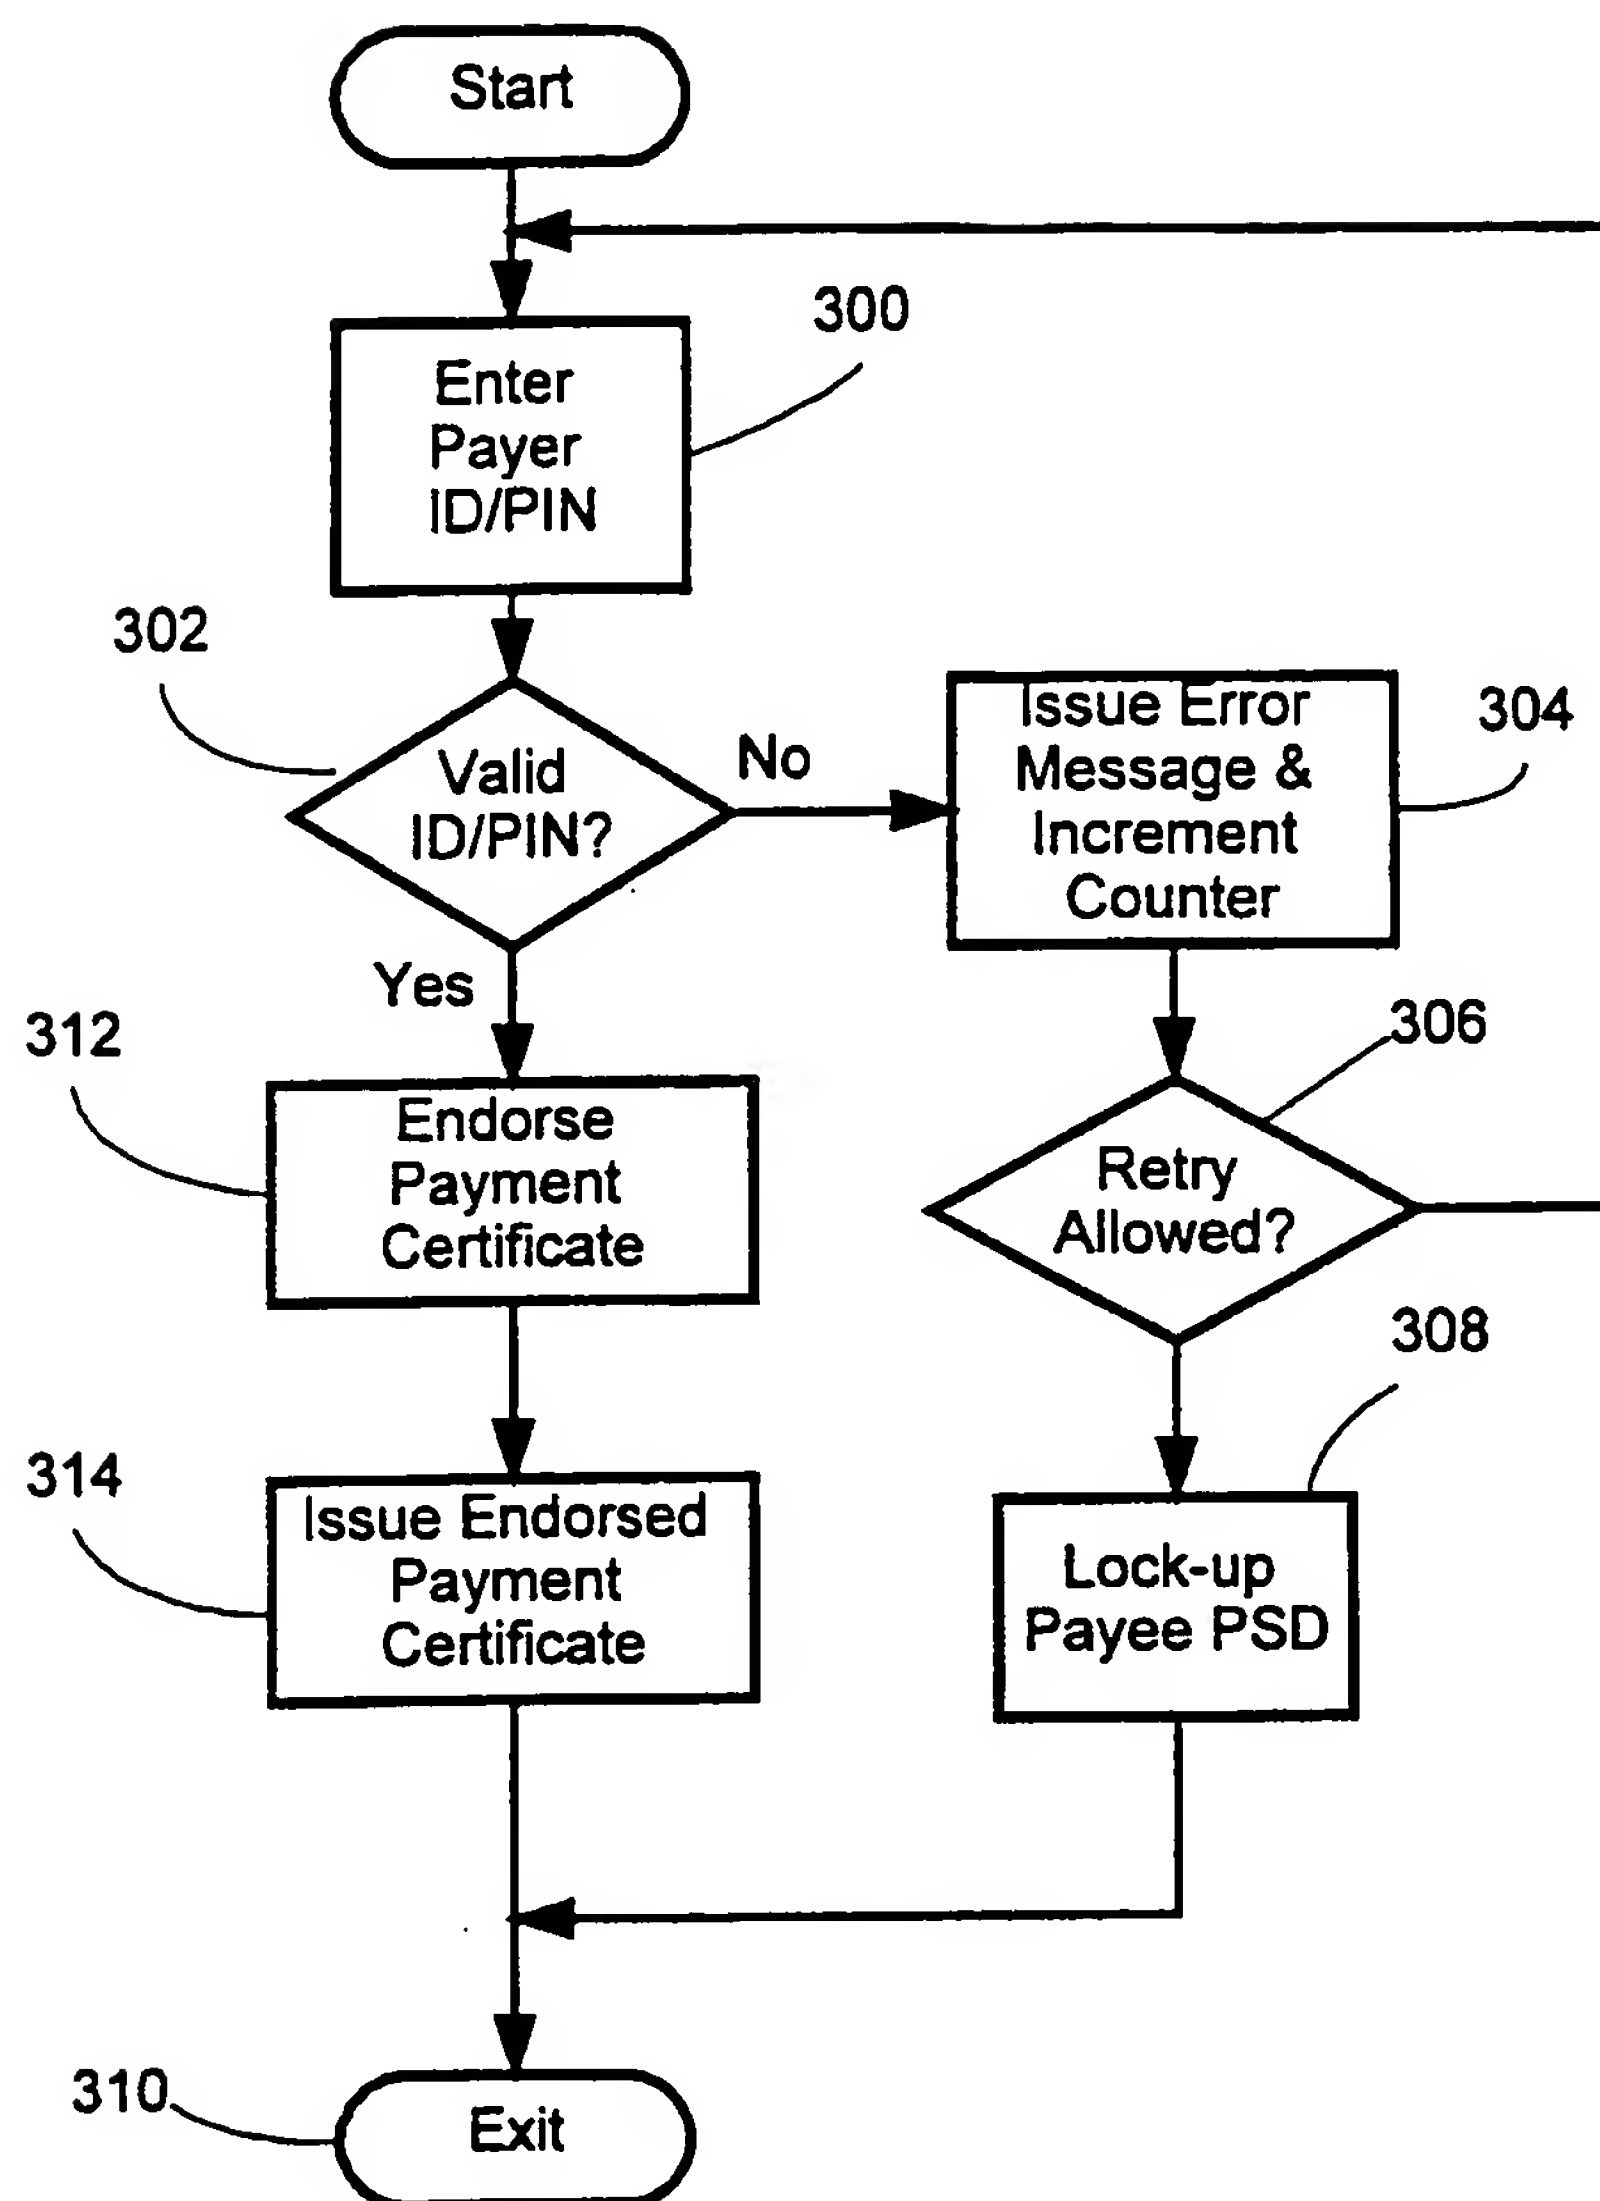 Start
300
Enter
Payer
ID/PIN
302
Valid
ID/PIN?
No
Issue Error
Message &
Increment
Counter
304
Yes
306
Retry
Allowed?
312
Endorse
Payment
Certificate
308
Lock-up
Payee PSD
314
Issue Endorsed
Payment
Certificate
310
Exit